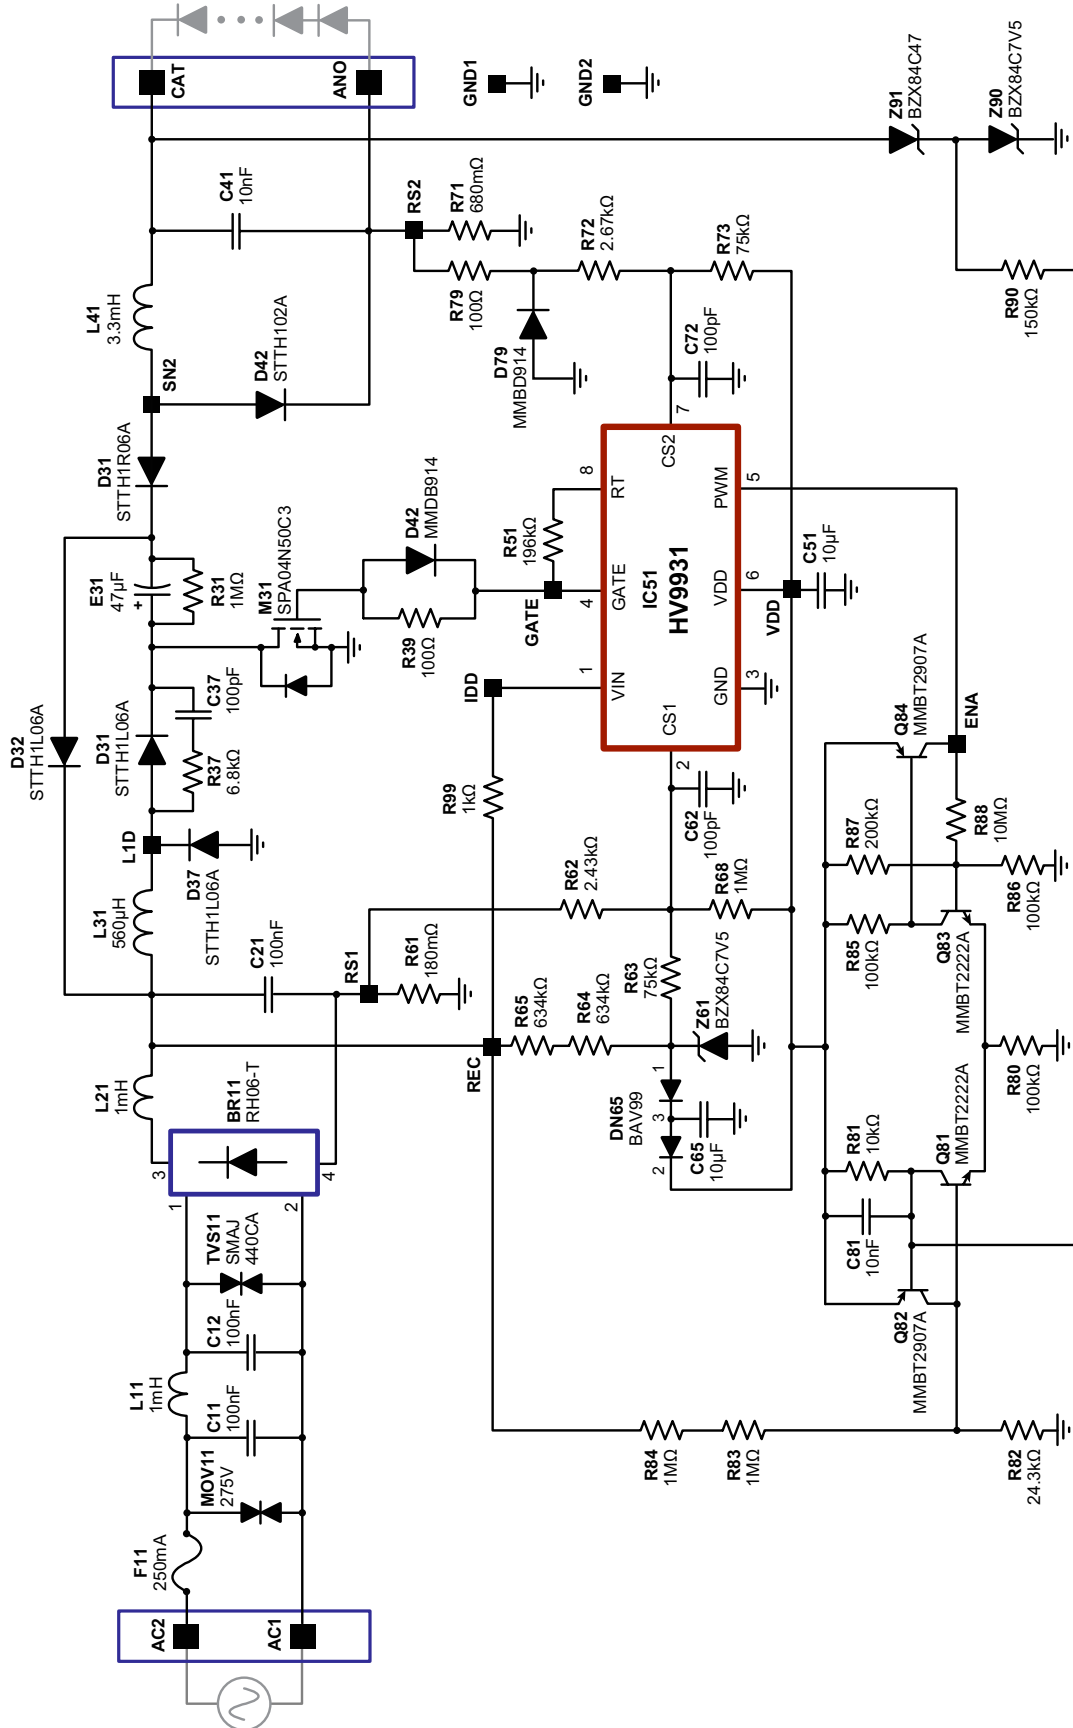 AC2
AC1
F11
250mA
MOV11
275V
C11
100nF
L11
1mH
C12
100nF
TVS11
SMAJ
440CA
1
2
3
4
BR11
RH06-T
L21
1mH
C21
100nF
L31
560µH
RS1
R61
180mΩ
L1D
D37
STTH1L06A
D32
STTH1L06A
D31
STTH1L06A
R37
6.8kΩ
C37
100pF
E31
47µF
+
R31
1MΩ
M31
SPA04N50C3
R39
100Ω
D42
MMDB914
D31
STTH1R06A
SN2
D42
STTH102A
L41
3.3mH
C41
10nF
CAT
ANO
GND1
GND2
RS2
R71
680mΩ
R79
100Ω
D79
MMBD914
R72
2.67kΩ
R73
75kΩ
C72
100pF
Z91
BZX84C47
Z90
BZX84C7V5
R90
150kΩ
REC
R99
1kΩ
IDD
GATE
R51
196kΩ
1
4
8
VIN
GATE
RT
IC51
HV9931
CS1
CS2
GND
VDD
PWM
2
7
3
6
5
VDD
C51
10µF
R62
2.43kΩ
C62
100pF
R68
1MΩ
R65
634kΩ
R64
634kΩ
R63
75kΩ
Z61
BZX84C7V5
DN65
BAV99
1
3
2
C65
10µF
R84
1MΩ
R83
1MΩ
R82
24.3kΩ
Q82
MMBT2907A
C81
10nF
R81
10kΩ
Q81
MMBT2222A
R80
100kΩ
Q83
MMBT2222A
R85
100kΩ
R87
200kΩ
R86
100kΩ
R88
10MΩ
Q84
MMBT2907A
ENA